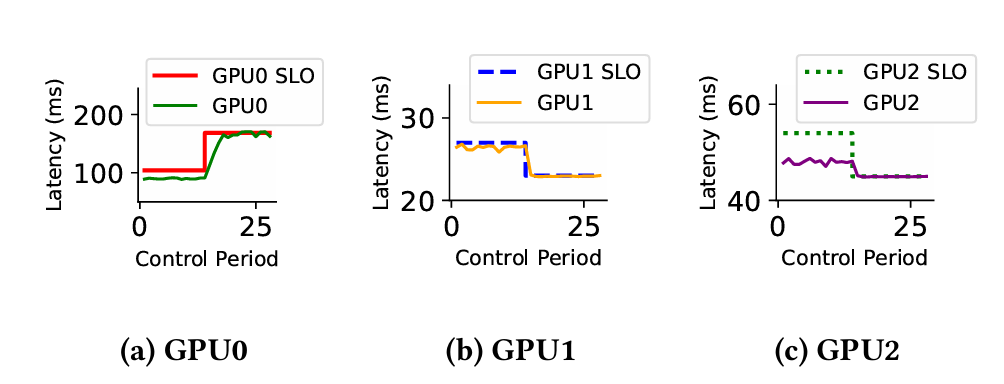 GPU0 SLO
GPU0
200
100
Latency (ms)
0 25
Control Period
(a) GPU0
GPU1 SLO
GPU1
30
20
Latency (ms)
0 25
Control Period
(b) GPU1
GPU2 SLO
GPU2
60
40
Latency (ms)
0 25
Control Period
(c) GPU2